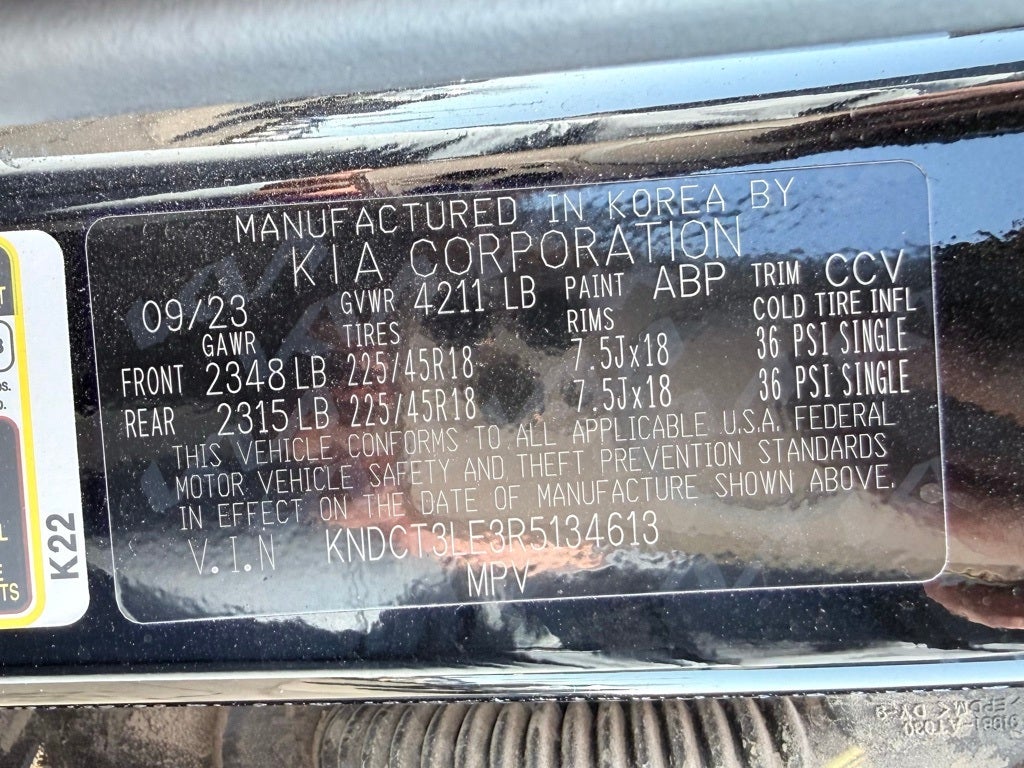 MANUFACTURED IN KOREA BY
KIA CORPORATION
09/23 GVWR 4211 LB PAINT ABP TRIM CCV
GAWR TIRES RIMS COLD TIRE INFL
FRONT 2348 LB 225/45R18 7.5Jx18 36 PSI SINGLE
REAR 2315 LB 225/45R18 7.5Jx18 36 PSI SINGLE
THIS VEHICLE CONFORMS TO ALL APPLICABLE U.S.A. FEDERAL
MOTOR VEHICLE SAFETY AND THEFT PREVENTION STANDARDS
IN EFFECT ON THE DATE OF MANUFACTURE SHOWN ABOVE.
V.I.N KNDCT3LE3R5134613
MPV
K22